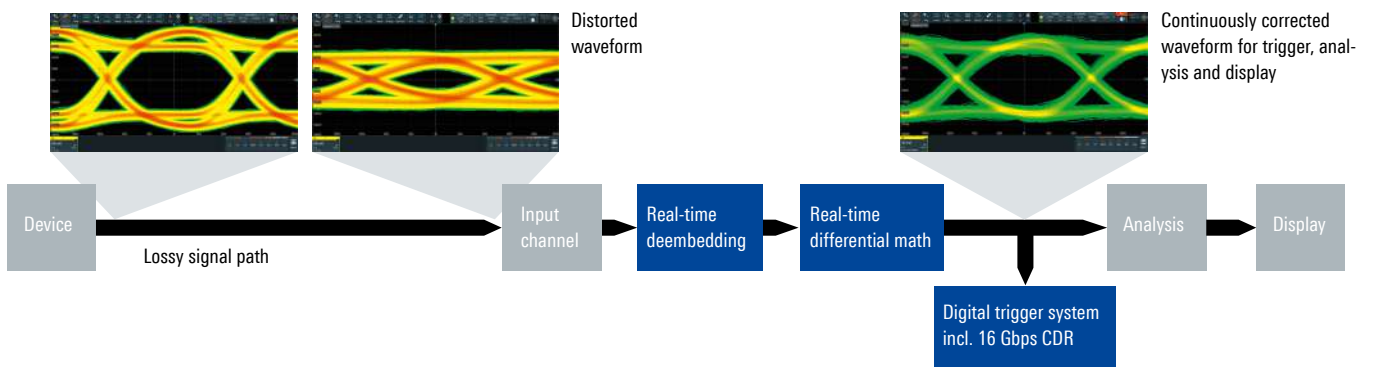 Distorted
waveform
Continuously corrected
waveform for trigger, anal-
ysis and display
Device
Lossy signal path
Input
channel
Real-time
deembedding
Real-time
differential math
Analysis
Display
Digital trigger system
incl. 16 Gbps CDR